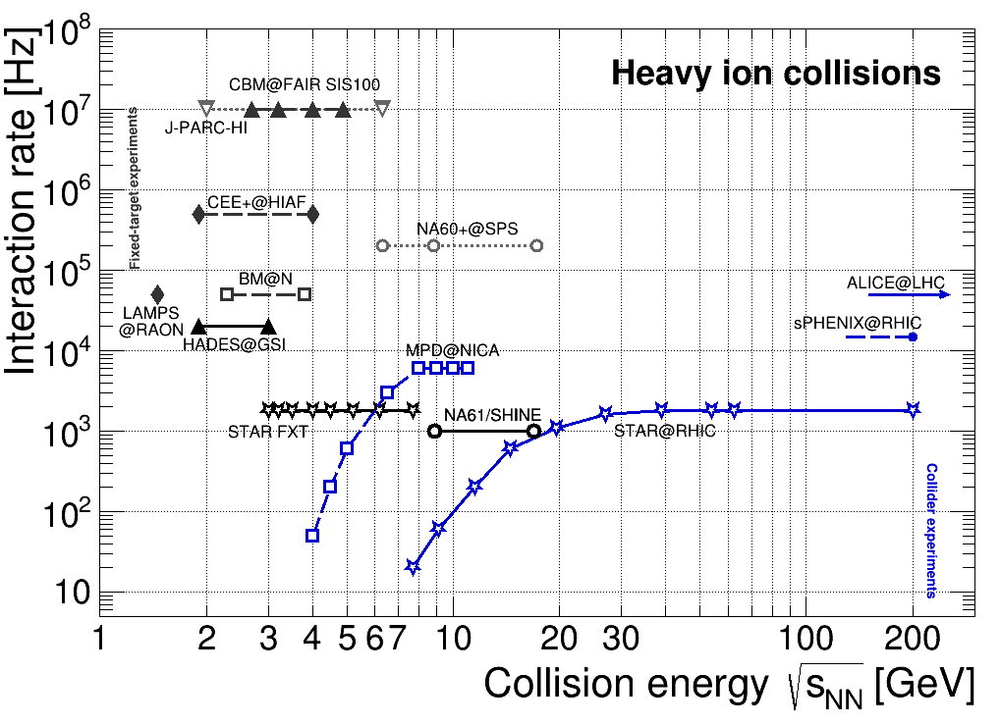 Interaction rate [Hz]
10^8
10^7
10^6
10^5
10^4
10^3
10^2
10
Heavy ion collisions
CBM@FAIR SIS100
J-PARC-HI
Fixed-target experiments
CEE+@HIAF
NA60+@SPS
BM@N
ALICE@LHC
LAMPS
@RAON
sPHENIX@RHIC
HADES@GSI
MPD@NICA
NA61/SHINE
STAR FXT
STAR@RHIC
Collider experiments
1 2 3 4 5 6 7 10 20 30 100 200
Collision energy √s_NN [GeV]